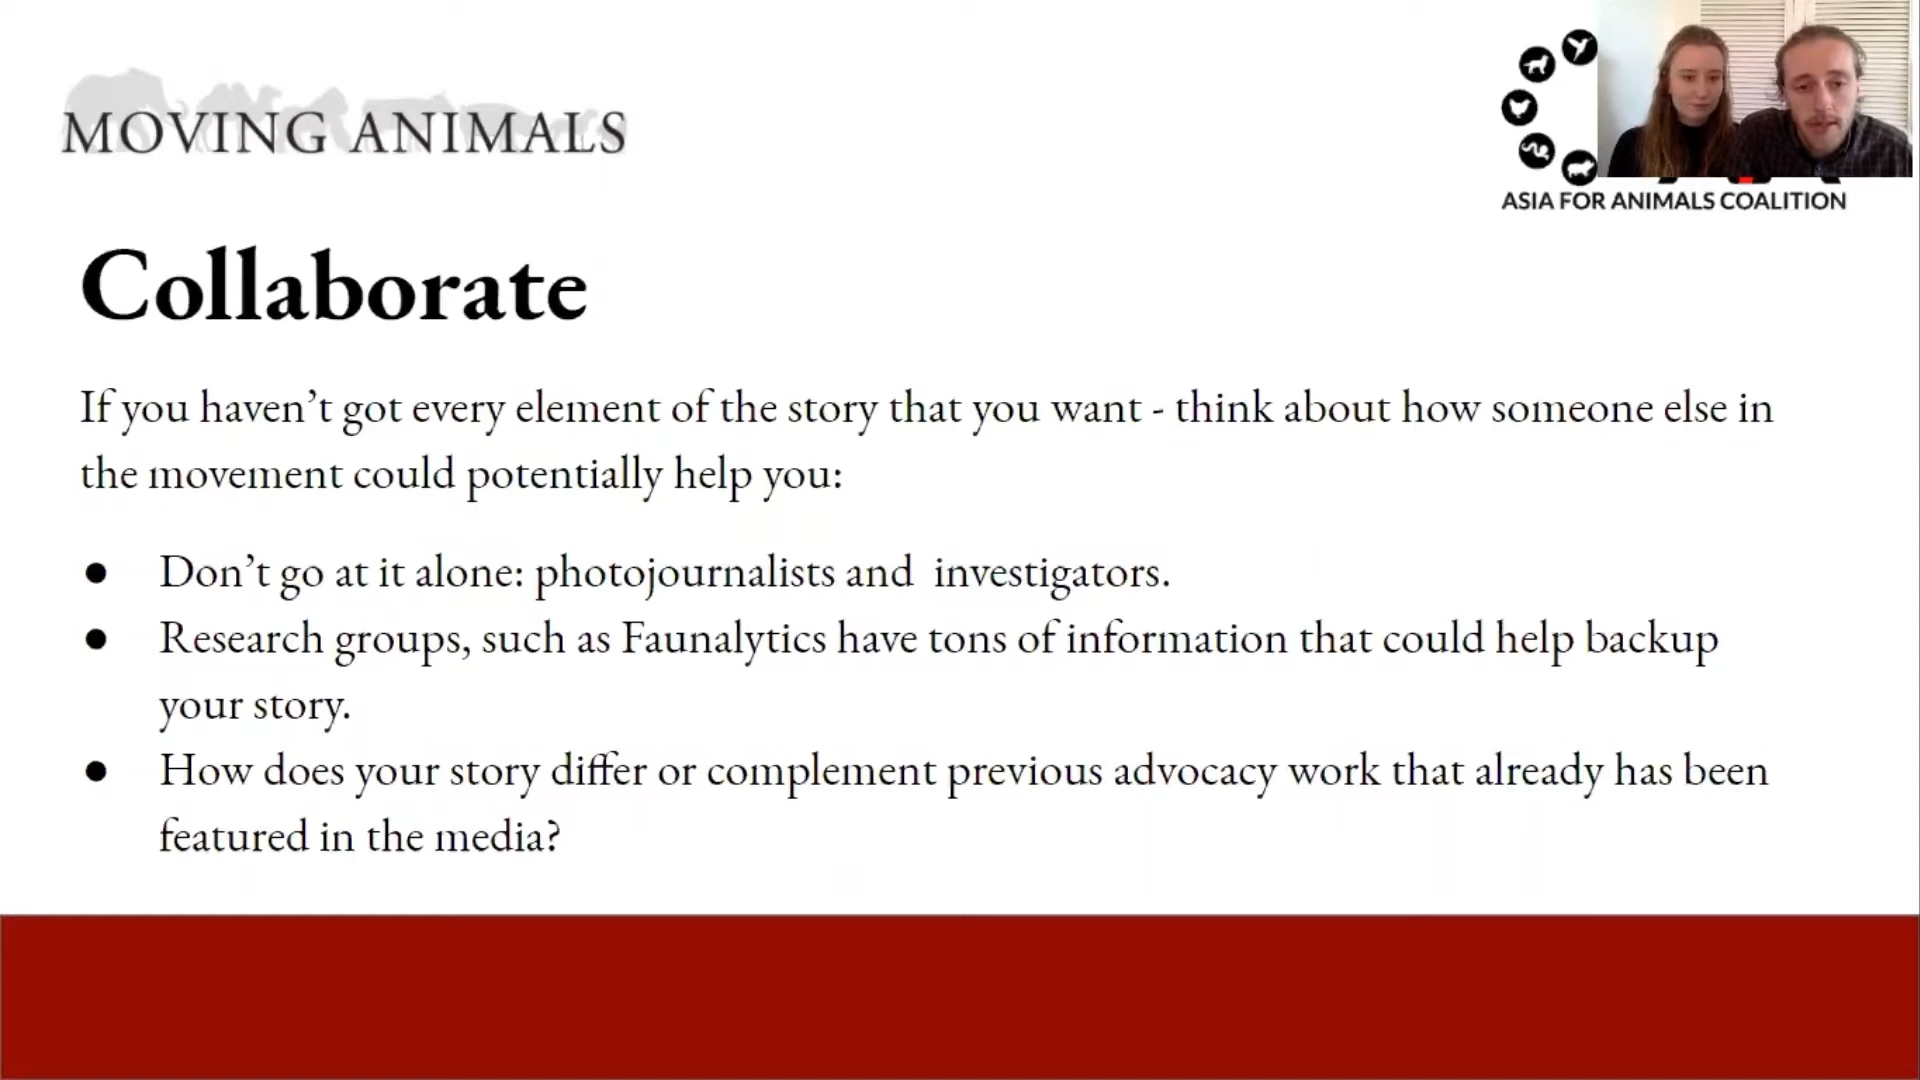 MOVING ANIMALS
ASIA FOR ANIMALS COALITION
Collaborate
If you haven’t got every element of the story that you want - think about how someone else in
the movement could potentially help you:
● Don’t go at it alone: photojournalists and  investigators.
● Research groups, such as Faunalytics have tons of information that could help backup
your story.
● How does your story differ or complement previous advocacy work that already has been
featured in the media?